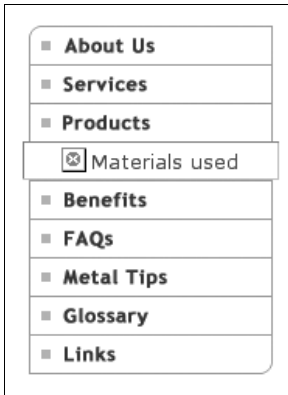 About Us
Services
Products
Materials used
Benefits
FAQs
Metal Tips
Glossary
Links